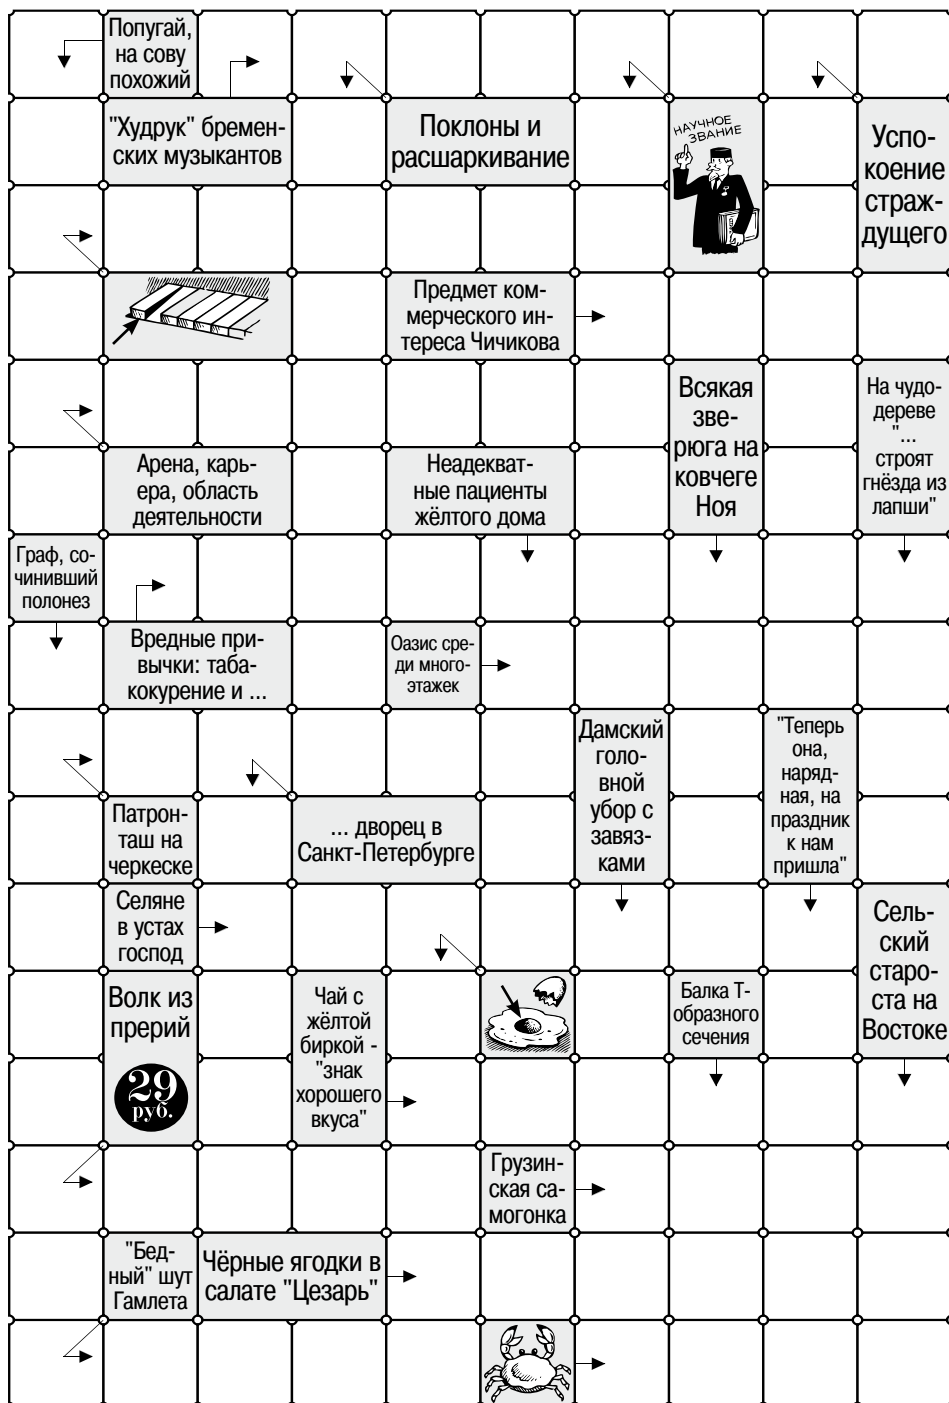 Попугай,
на сову
похожий
"Худрук" бремен-
ских музыкантов
Поклоны и
расшаркивание
НАУЧНОЕ
ЗВАНИЕ
Успо-
коение
страж-
дущего
Предмет ком-
мерческого ин-
тереса Чичикова
Всякая
зве-
рюга на
ковчеге
Ноя
На чудо-
дереве
"...
строят
гнёзда из
лапши"
Арена, карь-
ера, область
деятельности
Неадекват-
ные пациенты
жёлтого дома
Граф, со-
чинивший
полонез
Вредные при-
вычки: таба-
кокурение и ...
Оазис сре-
ди много-
этажек
Дамский
голо-
вной
убор с
завяз-
ками
"Теперь
она,
наряд-
ная, на
праздник
к нам
пришла"
Патрон-
таш на
черкеске
... дворец в
Санкт-Петербурге
Селяне
в устах
господ
Сель-
ский
старо-
ста на
Востоке
Волк из
прерий
29
руб.
Чай с
жёлтой
биркой -
"знак
хорошего
вкуса"
Балка Т-
образного
сечения
Грузин-
ская са-
могонка
"Бед-
ный" шут
Гамлета
Чёрные ягодки в
салате "Цезарь"